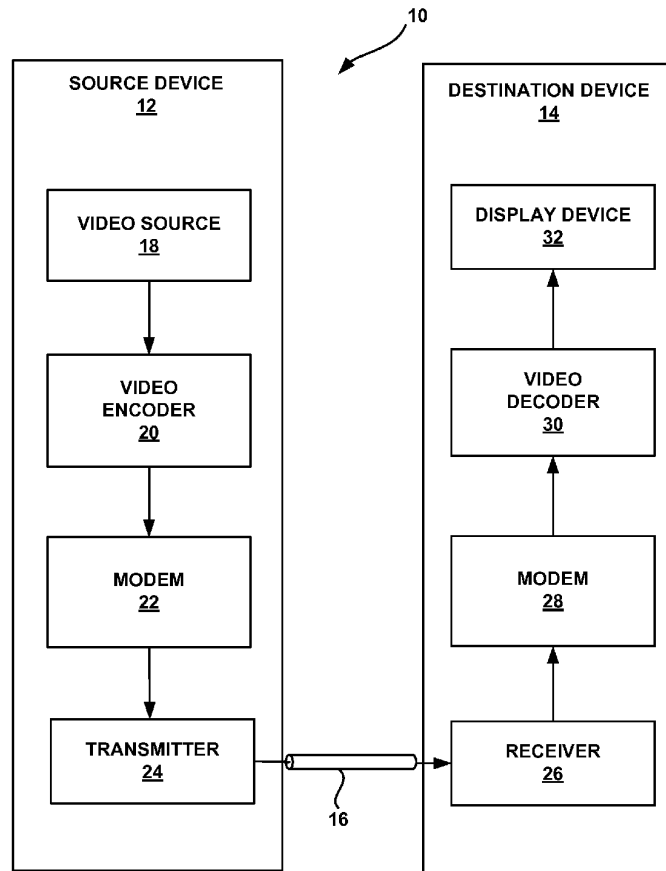 10
SOURCE DEVICE
12
VIDEO SOURCE
18
VIDEO
ENCODER
20
MODEM
22
TRANSMITTER
24
16
DESTINATION DEVICE
14
DISPLAY DEVICE
32
VIDEO
DECODER
30
MODEM
28
RECEIVER
26